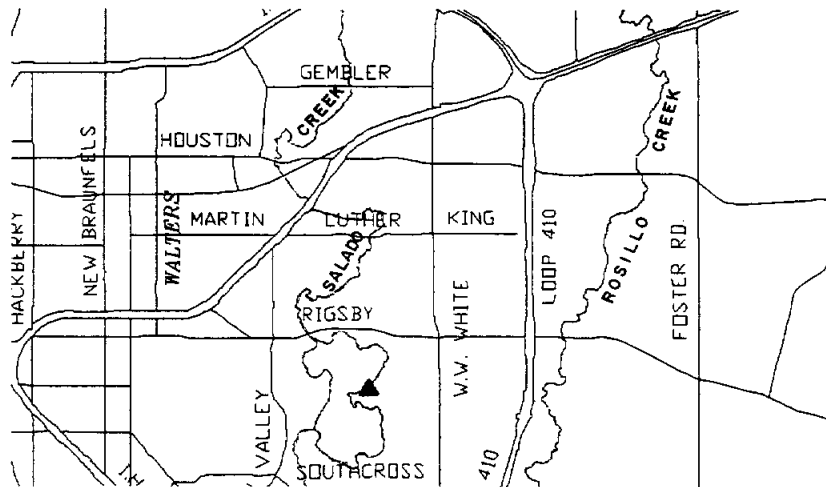 GEMBLER
CREEK
HOUSTON
CREEK
HACKBERRY
NEW BRAUNFELS
WALTERS
MARTIN LUTHER KING
SALADO
LOOP 410
ROSILLO
FOSTER RD.
RIGSBY
W.W. WHITE
VALLEY
SOUTHCROSS
410
I.H